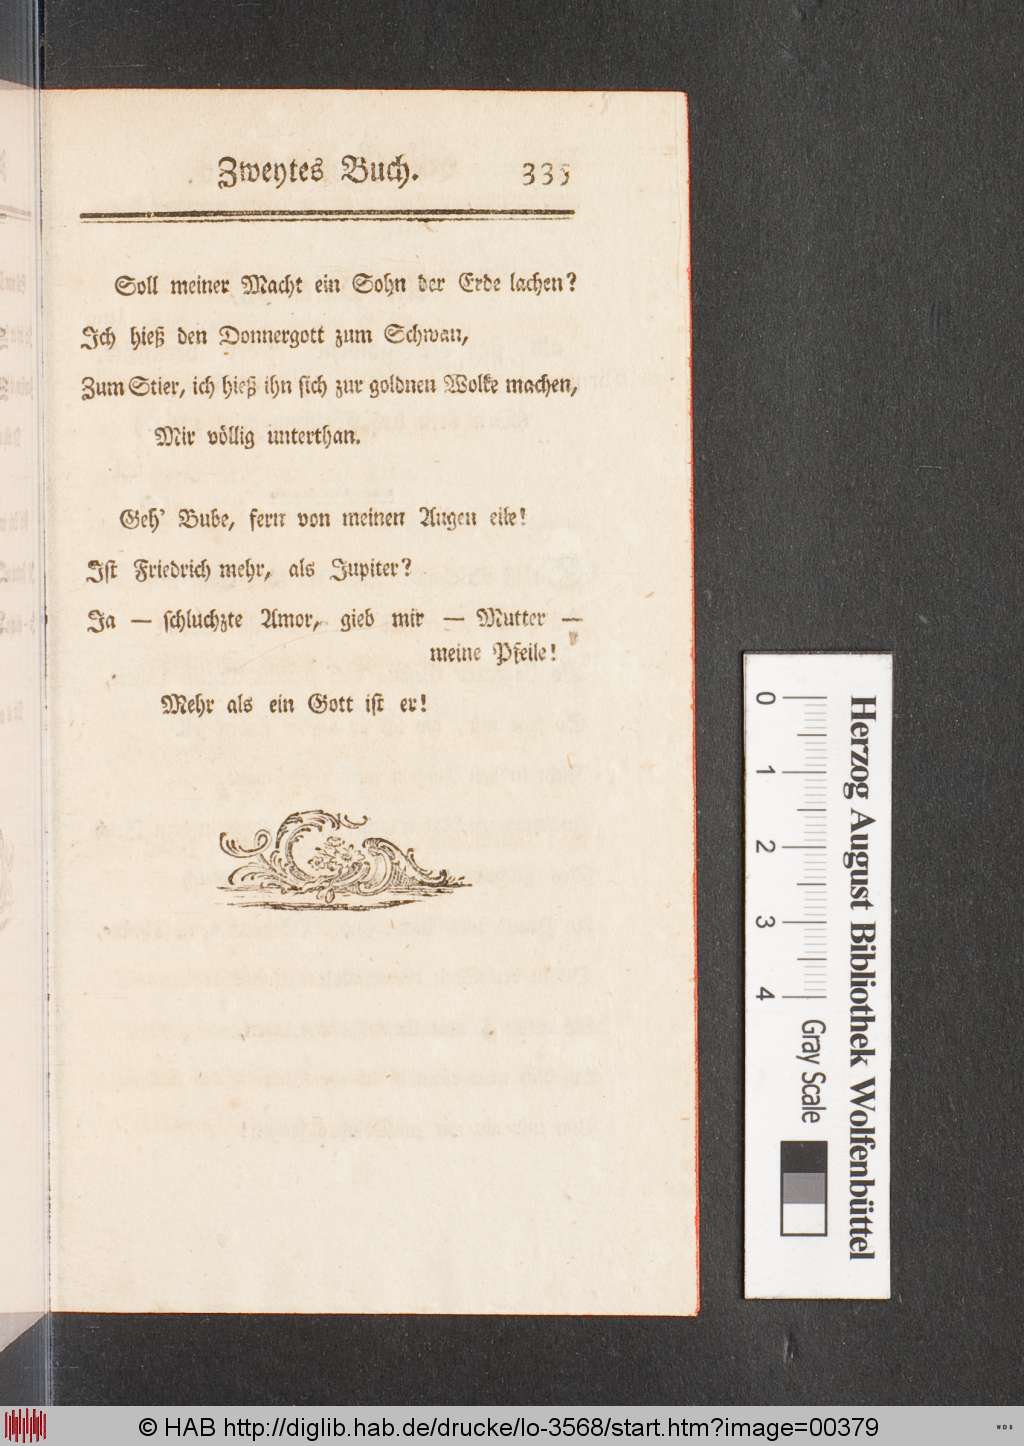 Zweytes Buch. 335
Soll meiner Macht ein Sohn der Erde lachen?
Ich hieß den Donnergott zum Schwan,
Zum Stier, ich hieß ihn sich zur goldnen Wolke machen,
Mir völlig unterthan.
Geh' Bube, fern von meinen Augen eile!
Ist Friedrich mehr, als Jupiter?
Ja — schluchzte Amor, gieb mir — Mutter —
meine Pfeile!
Mehr als ein Gott ist er!
0 1 2 3 4
Gray Scale
Herzog August Bibliothek Wolfenbüttel
© HAB http://diglib.hab.de/drucke/lo-3568/start.htm?image=00379